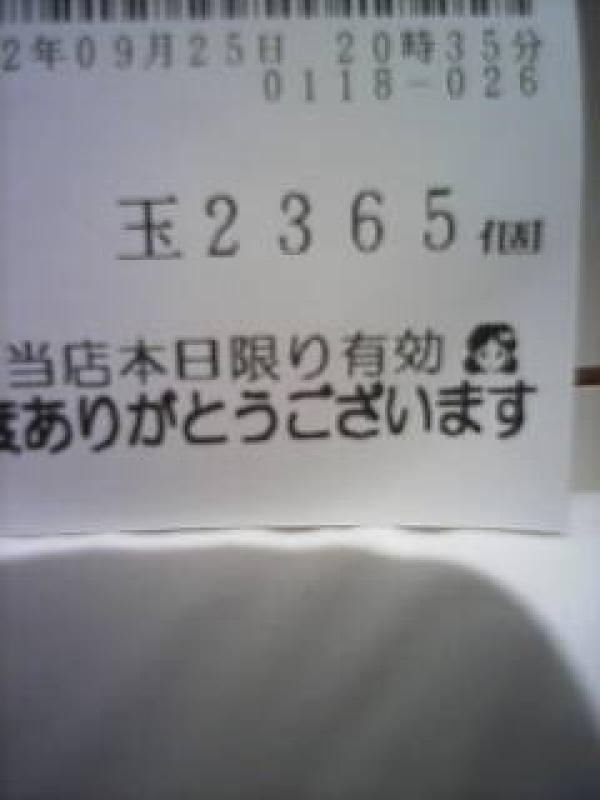 2年09月25日 20時35分
0118-026
玉2365個
当店本日限り有効
度ありがとうございます